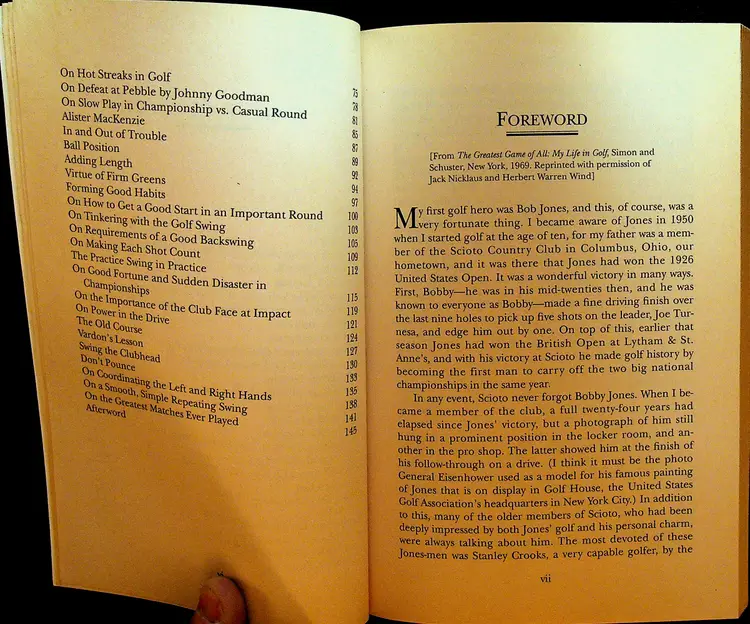 On Hot Streaks in Golf 75
On Defeat at Pebble by Johnny Goodman 78
On Slow Play in Championship vs. Casual Round 81
Alister MacKenzie 85
In and Out of Trouble 87
Ball Position 89
Adding Length 92
Virtue of Firm Greens 94
Forming Good Habits 97
On How to Get a Good Start in an Important Round 100
On Tinkering with the Golf Swing 103
On Requirements of a Good Backswing 105
On Making Each Shot Count 109
The Practice Swing in Practice 112
On Good Fortune and Sudden Disaster in
Championships 115
On the Importance of the Club Face at Impact 119
On Power in the Drive 121
The Old Course 124
Vardon's Lesson 127
Swing the Clubhead 130
Don't Pounce 133
On Coordinating the Left and Right Hands 135
On a Smooth, Simple Repeating Swing 138
On the Greatest Matches Ever Played 141
Afterword 145
FOREWORD
[From The Greatest Game of All: My Life in Golf, Simon and
Schuster, New York, 1969. Reprinted with permission of
Jack Nicklaus and Herbert Warren Wind]
My first golf hero was Bob Jones, and this, of course, was a
very fortunate thing. I became aware of Jones in 1950
when I started golf at the age of ten, for my father was a mem-
ber of the Scioto Country Club in Columbus, Ohio, our
hometown, and it was there that Jones had won the 1926
United States Open. It was a wonderful victory in many ways.
First, Bobby—he was in his mid-twenties then, and he was
known to everyone as Bobby—made a fine driving finish over
the last nine holes to pick up five shots on the leader, Joe Tur-
nesa, and edge him out by one. On top of this, earlier that
season Jones had won the British Open at Lytham & St.
Anne's, and with his victory at Scioto he made golf history by
becoming the first man to carry off the two big national
championships in the same year.
In any event, Scioto never forgot Bobby Jones. When I be-
came a member of the club, a full twenty-four years had
elapsed since Jones' victory, but a photograph of him still
hung in a prominent position in the locker room, and an-
other in the pro shop. The latter showed him at the finish of
his follow-through on a drive. (I think it must be the photo
General Eisenhower used as a model for his famous painting
of Jones that is on display in Golf House, the United States
Golf Association's headquarters in New York City.) In addition
to this, many of the older members of Scioto, who had been
deeply impressed by both Jones' golf and his personal charm,
were always talking about him. The most devoted of these
Jones-men was Stanley Crooks, a very capable golfer, by the
vii